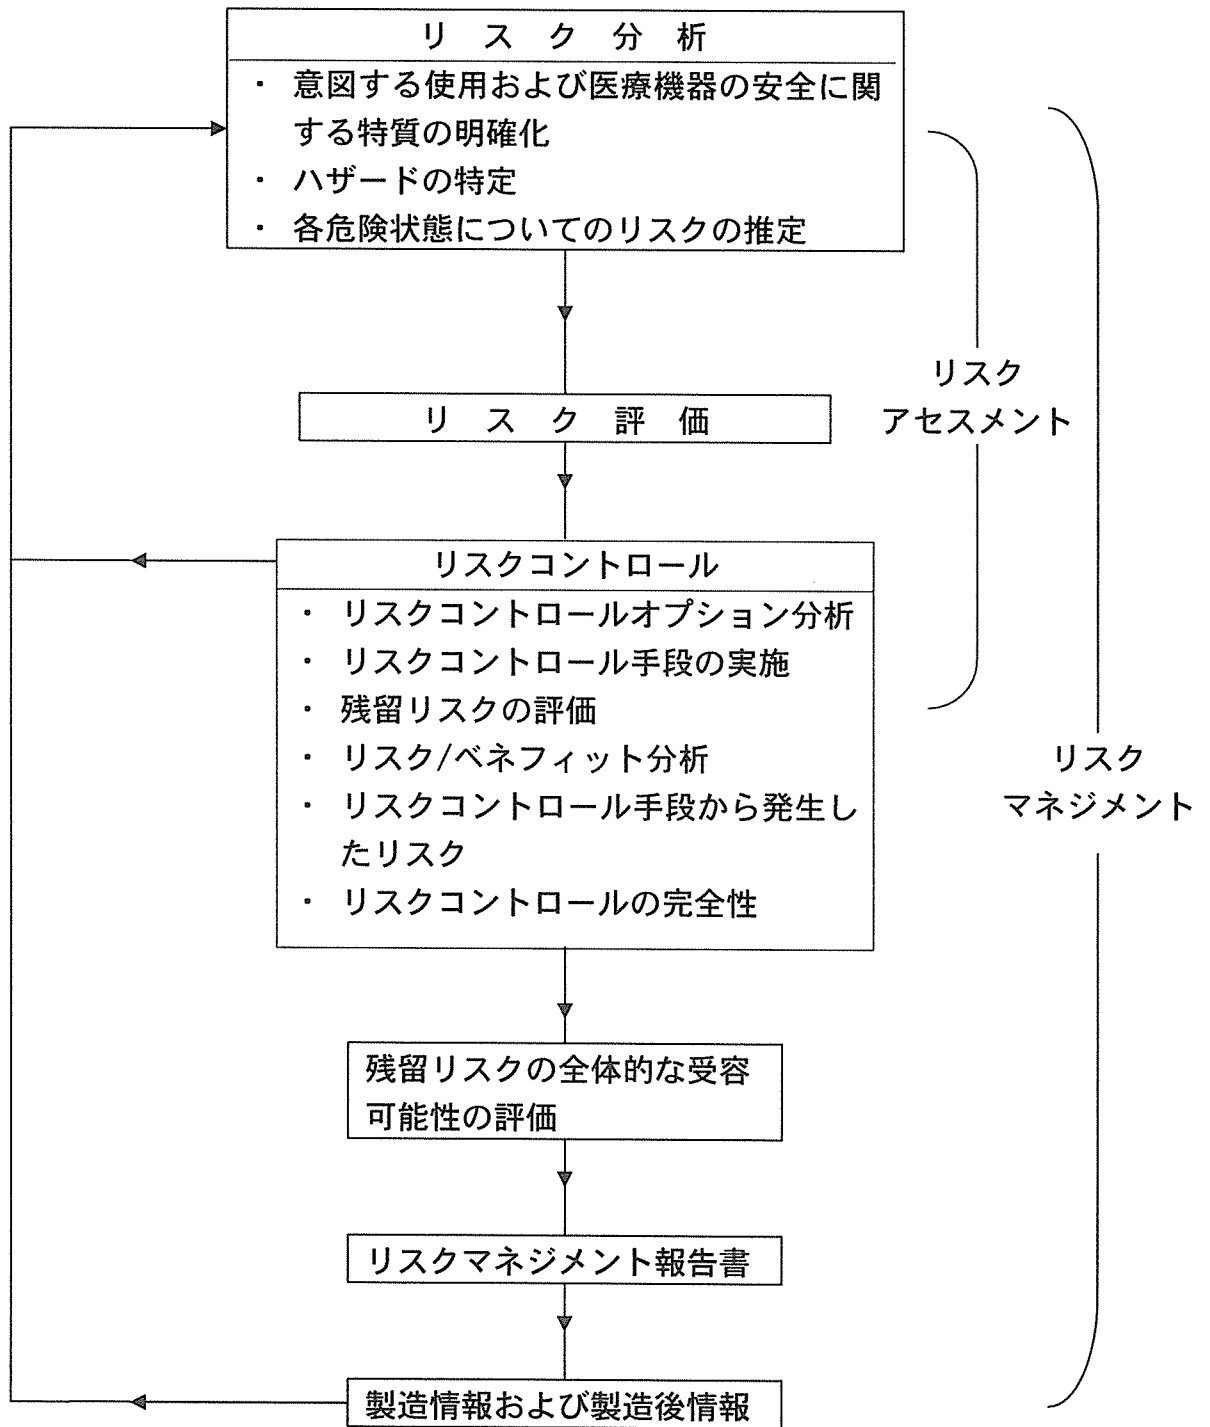 リスク分析
・ 意図する使用および医療機器の安全に関
する特質の明確化
・ ハザードの特定
・ 各危険状態についてのリスクの推定
リスク評価
リスク
アセスメント
リスクコントロール
・ リスクコントロールオプション分析
・ リスクコントロール手段の実施
・ 残留リスクの評価
・ リスク/ベネフィット分析
・ リスクコントロール手段から発生し
たリスク
・ リスクコントロールの完全性
リスク
マネジメント
残留リスクの全体的な受容
可能性の評価
リスクマネジメント報告書
製造情報および製造後情報